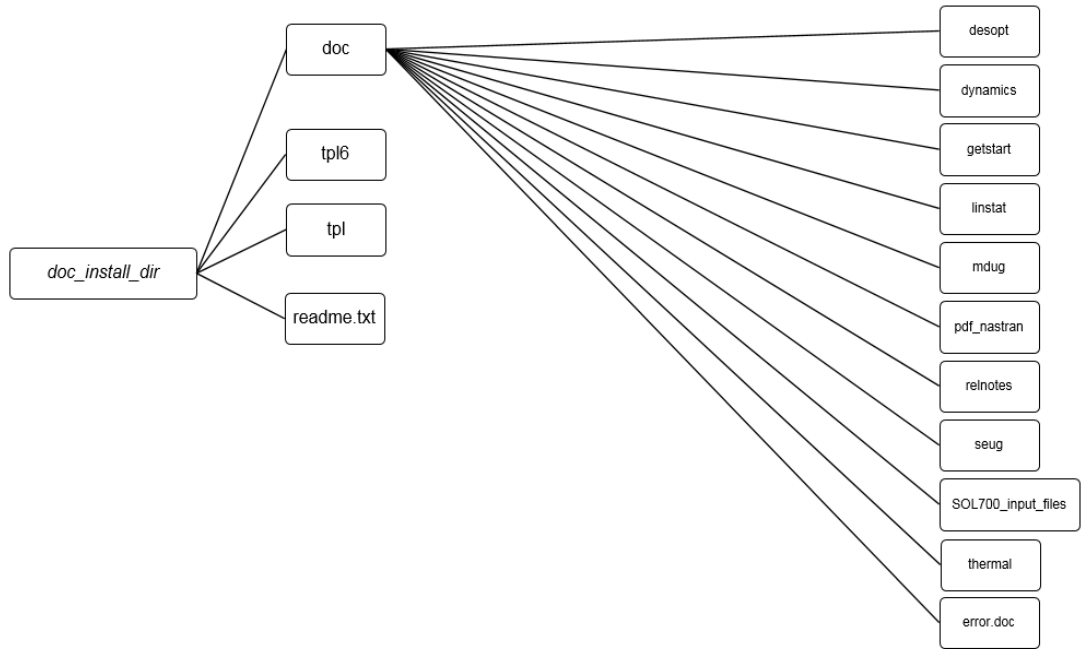 doc_install_dir
doc
tpl6
tpl
readme.txt
desopt
dynamics
getstart
linstat
mdug
pdf_nastran
relnotes
seug
SOL700_input_files
thermal
error.doc